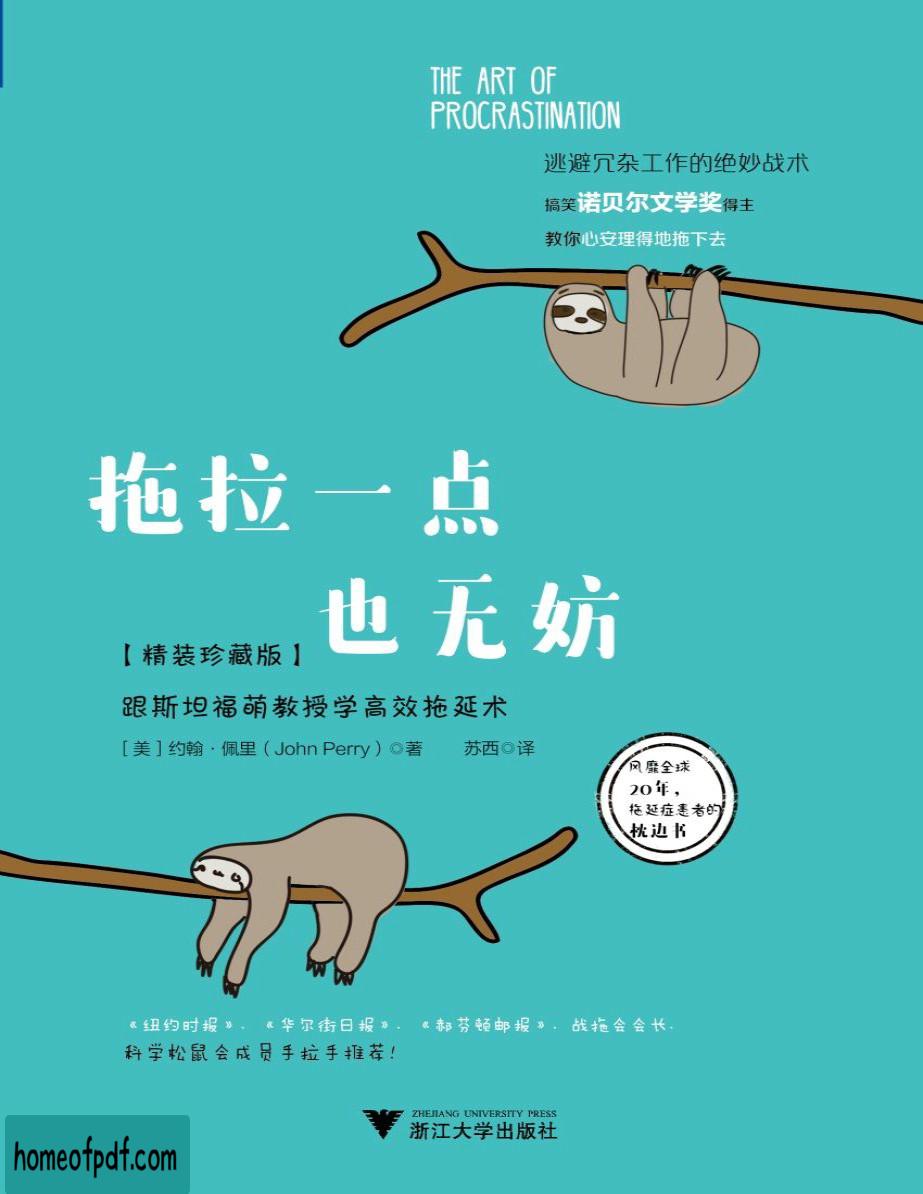 THE ART OF
PROCRASTINATION
逃避冗杂工作的绝妙战术
搞笑诺贝尔文学奖得主
教你心安理得地拖下去
拖拉一点
也无妨
【精装珍藏版】
跟斯坦福萌教授学高效拖延术
[美]约翰·佩里(John Perry)◎著 苏西◎译
风靡全球
20年,
拖延症患者的
枕边书
《纽约时报》、《华尔街日报》、《赫芬顿邮报》、战拖会会长、
科学松鼠会成员手拉手推荐!
ZHEJIANG UNIVERSITY PRESS
浙江大学出版社
homeofpdf.com